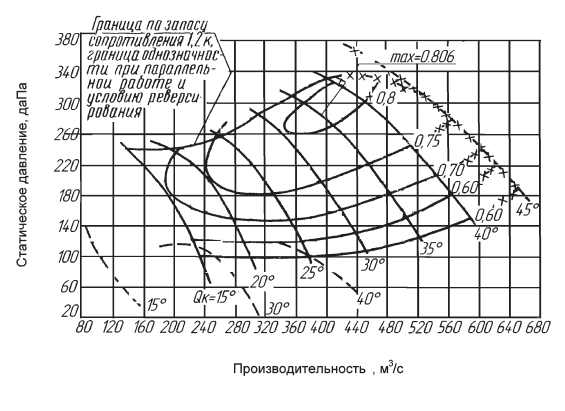 Граница по запасу
сопротивления 1,2к,
граница однозначнос-
ти при параллель-
ной работе и
условию реверси-
рования
max=0.806
Статическое давление, даПа
380
340
300
260
220
180
140
100
60
20
0,8
0,75
0,70
0,60
0,60
45°
40°
35°
30°
25°
20°
Qк=15°
15°
30°
40°
80 120 160 200 240 280 320 360 400 440 480 520 560 600 640 680
Производительность , м³/с